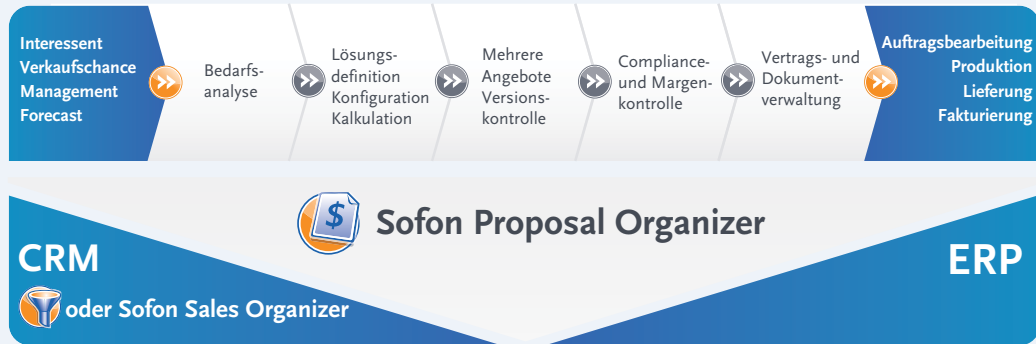 Interessent
Verkaufschance
Management
Forecast
Bedarfs-
analyse
Lösungs-
definition
Konfiguration
Kalkulation
Mehrere
Angebote
Versions-
kontrolle
Compliance-
und Margen-
kontrolle
Vertrags- und
Dokument-
verwaltung
Auftragsbearbeitung
Produktion
Lieferung
Fakturierung
$ Sofon Proposal Organizer
CRM
oder Sofon Sales Organizer
ERP